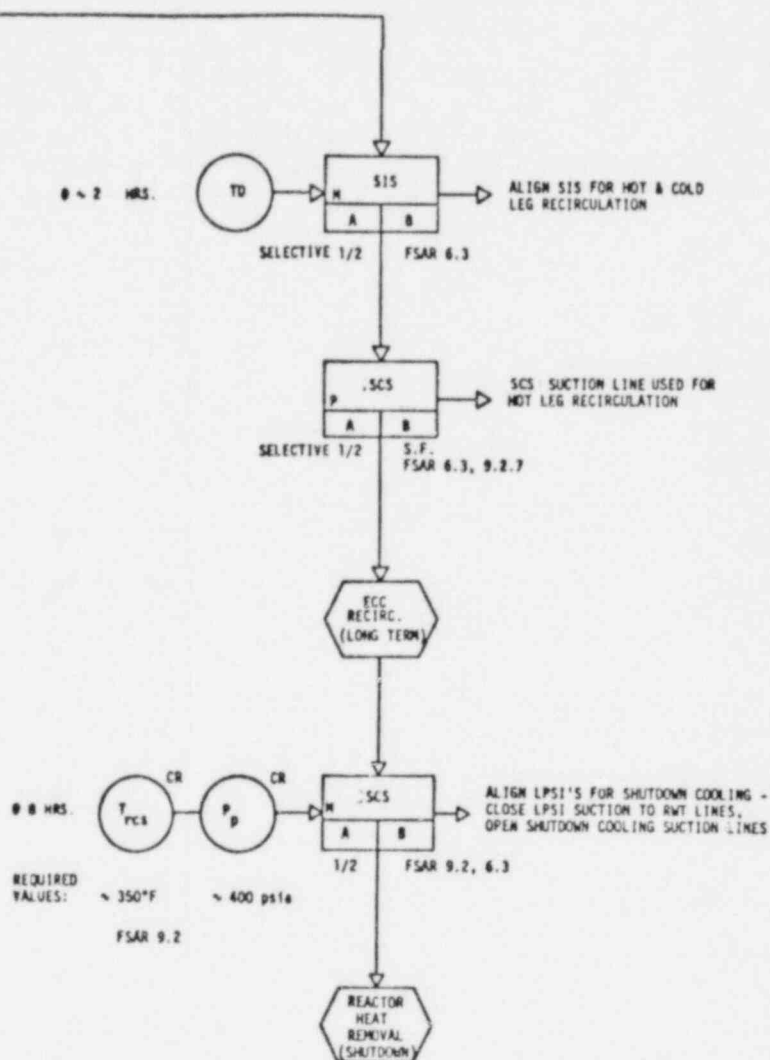 @ ~ 2 HRS.
TD
SIS
M
A B
ALIGN SIS FOR HOT & COLD
LEG RECIRCULATION
SELECTIVE 1/2
FSAR 6.3
SCS
P
A B
SCS SUCTION LINE USED FOR
HOT LEG RECIRCULATION
SELECTIVE 1/2
S.F.
FSAR 6.3, 9.2.7
ECC
RECIRC.
(LONG TERM)
@ 8 HRS.
Trcs
CR
Pp
CR
SCS
M
A B
ALIGN LPSI'S FOR SHUTDOWN COOLING -
CLOSE LPSI SUCTION TO RWT LINES,
OPEN SHUTDOWN COOLING SUCTION LINES
1/2
FSAR 9.2, 6.3
REQUIRED
VALUES:
~ 350°F
~ 400 psia
FSAR 9.2
REACTOR
HEAT
REMOVAL
(SHUTDOWN)